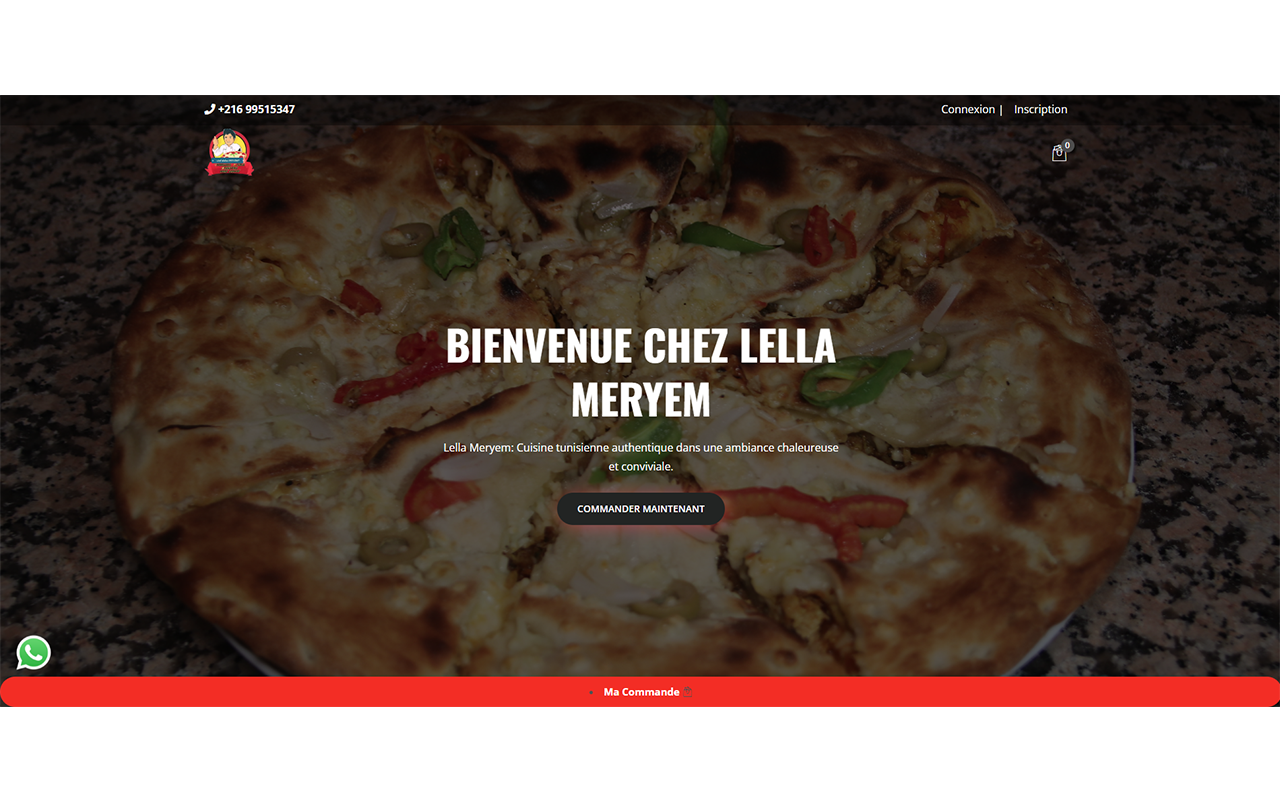 +216 99515347
Connexion | Inscription
0
0
BIENVENUE CHEZ LELLA
MERYEM
Lella Meryem: Cuisine tunisienne authentique dans une ambiance chaleureuse
et conviviale.
COMMANDER MAINTENANT
Ma Commande